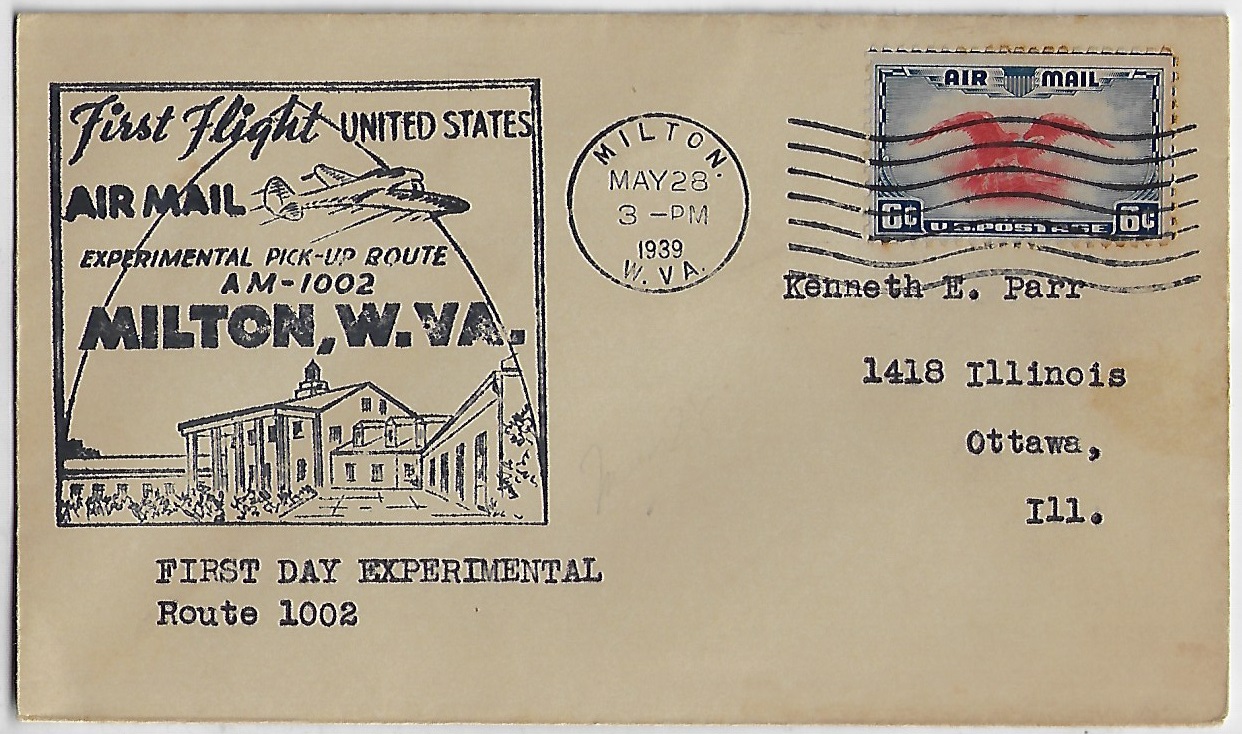 First Flight UNITED STATES
AIR MAIL
EXPERIMENTAL PICK-UP ROUTE
AM-1002
MILTON, W. VA.
MILTON
MAY 28
3 -PM
1939
W. VA.
AIR MAIL
6¢ U.S. POSTAGE 6¢
Kenneth E. Parr
1418 Illinois
Ottawa,
Ill.
FIRST DAY EXPERIMENTAL
Route 1002